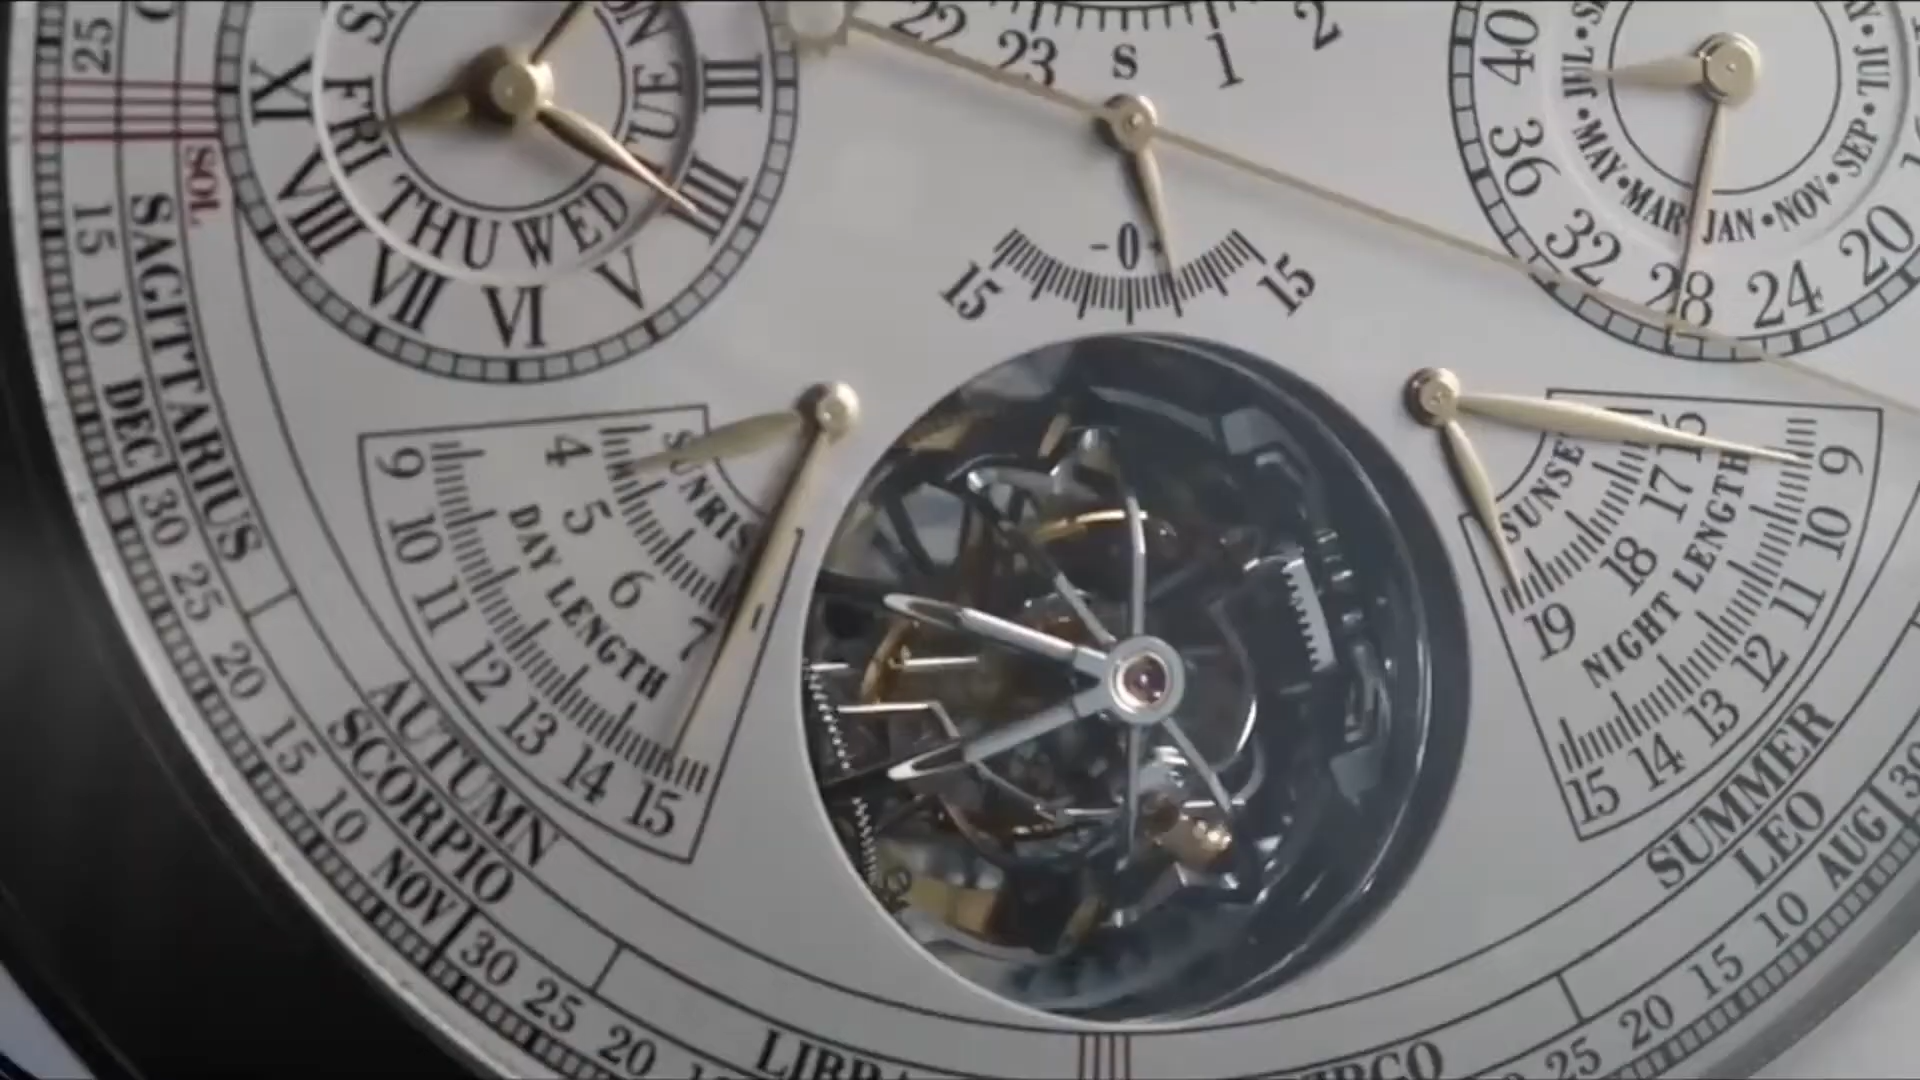 25
SOL
SAGITTARIUS
15 10 DEC 30 25 20 15 10 NOV 30 25 20
AUTUMN
SCORPIO
XI VIII VII VI V IIII III
FRI THU WED TUE
22 23 S 1 2
-0+
15 15
40 36 32 28 24 20
JUL•MAY•MAR•JAN•NOV•SEP•JUL
4 5 6 7
DAY LENGTH
9 10 11 12 13 14 15
17 18 19
NIGHT LENGTH
9 10 11 12 13 14 15
SUMMER
LEO
30 AUG 10 15 20 25